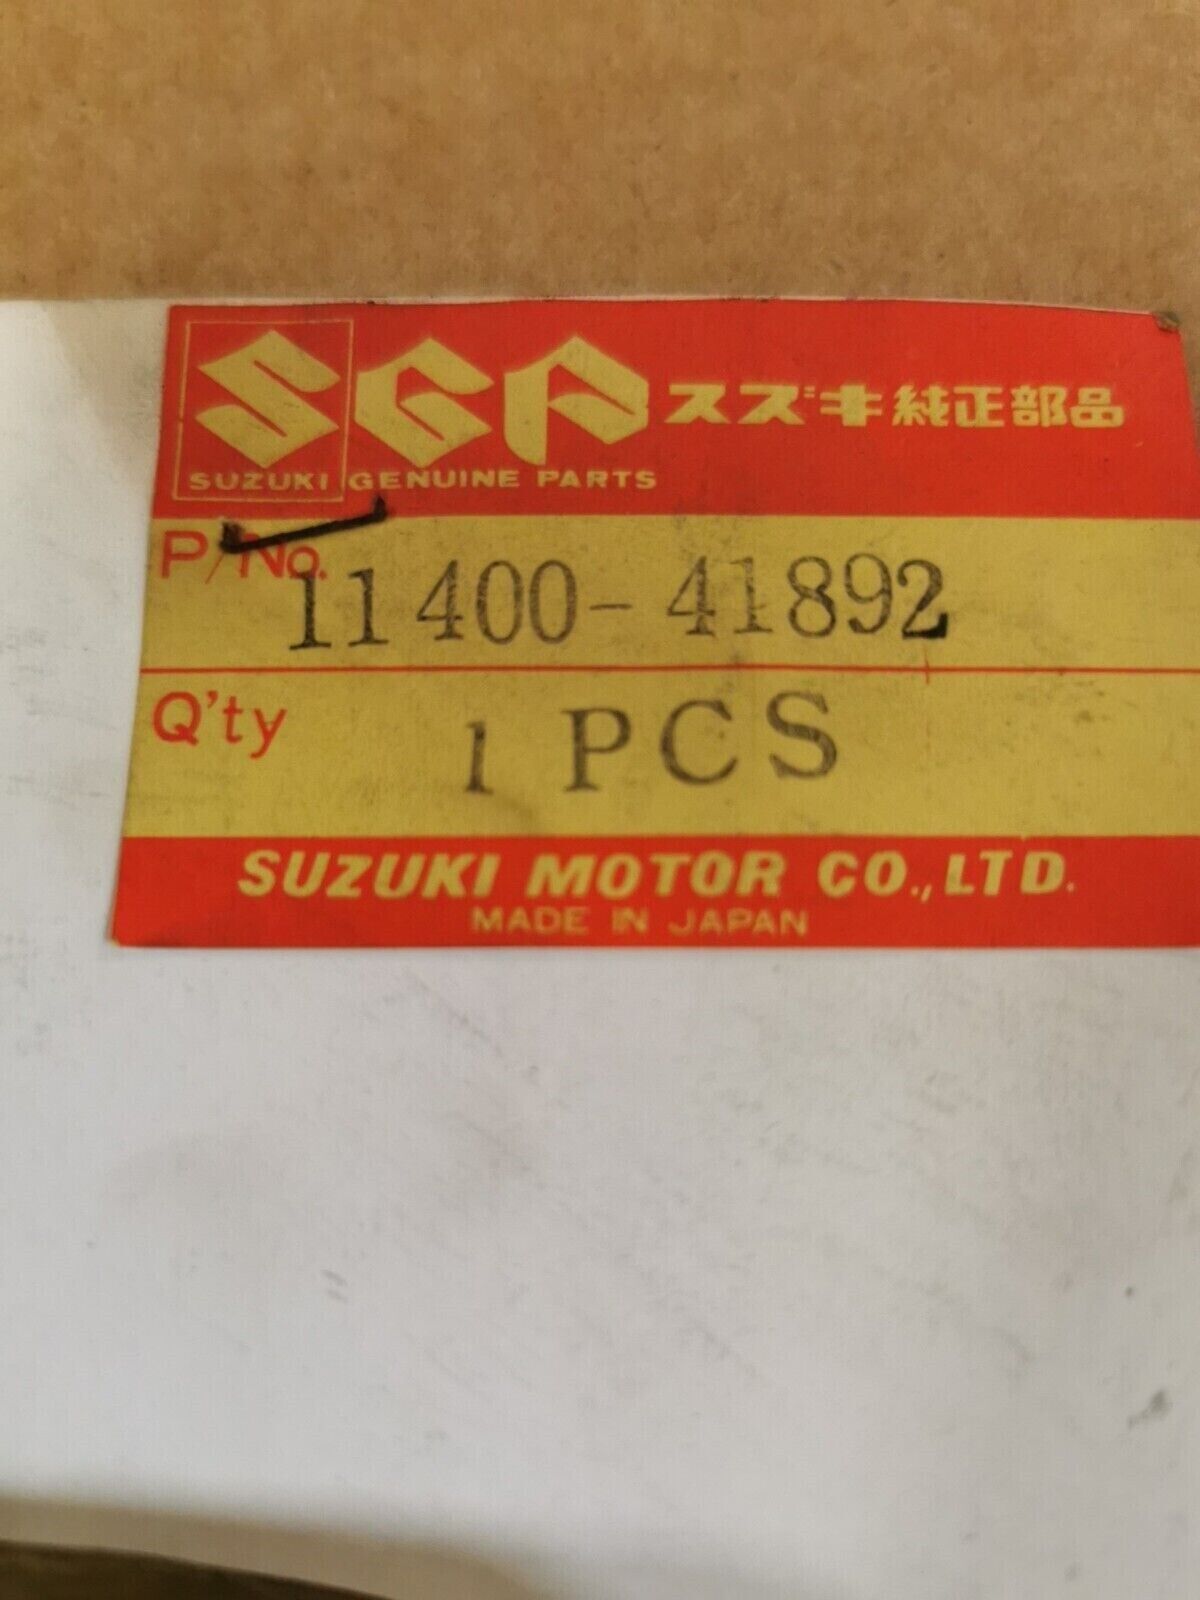 SGP スズキ純正部品
SUZUKI GENUINE PARTS
P/No. 11400-41892
Q'ty 1 PCS
SUZUKI MOTOR CO., LTD.
MADE IN JAPAN